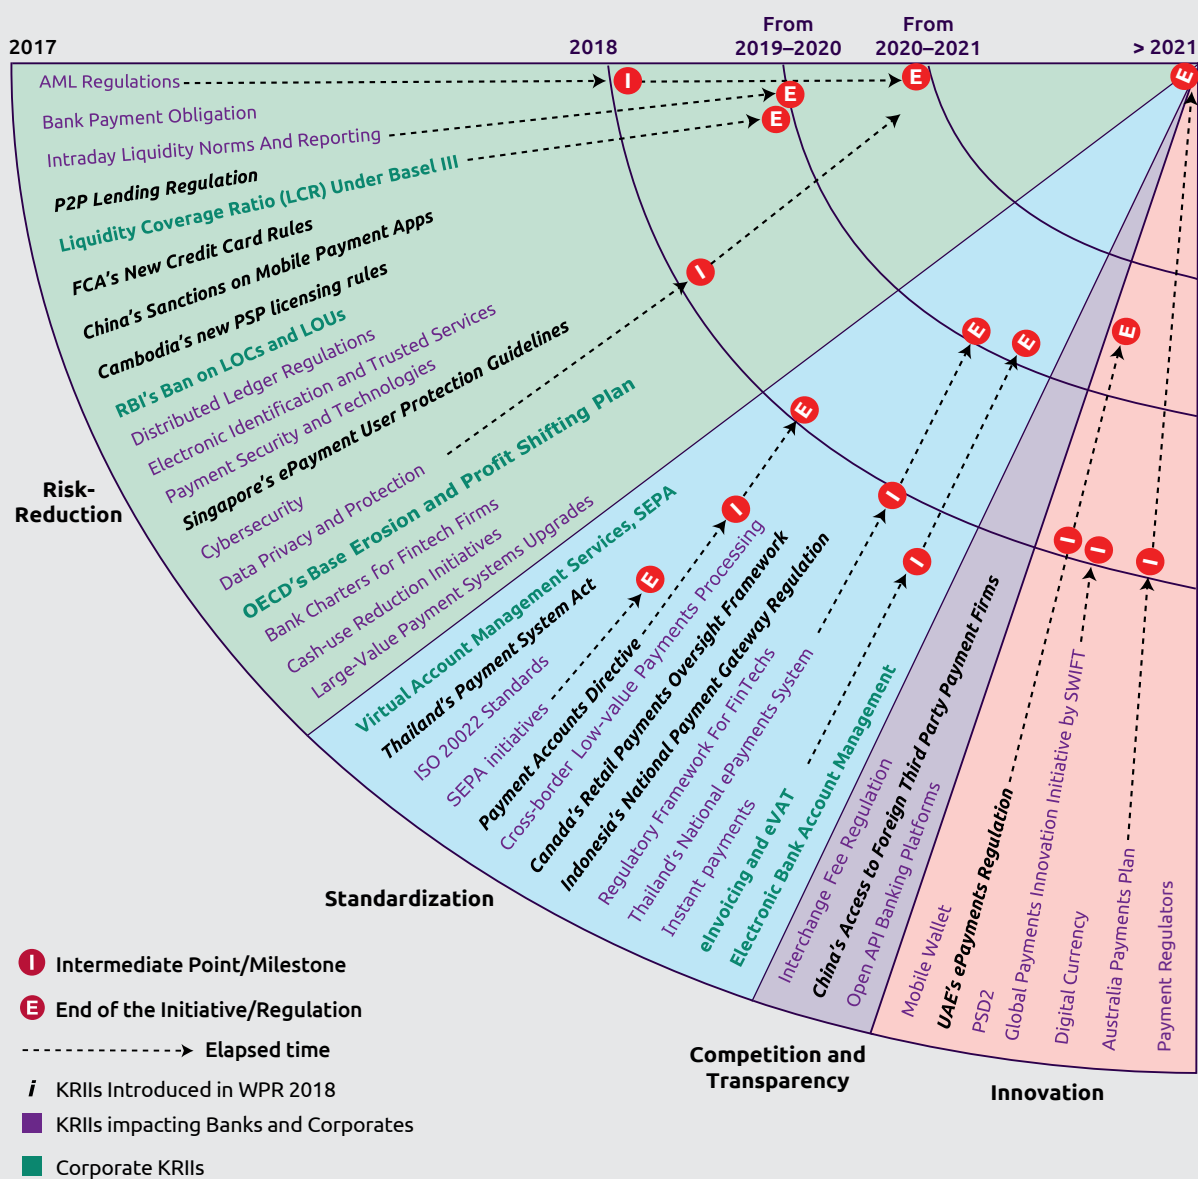 2017
2018
From
2019–2020
From
2020–2021
> 2021
AML Regulations
I
E
E
Bank Payment Obligation
E
Intraday Liquidity Norms And Reporting
E
P2P Lending Regulation
Liquidity Coverage Ratio (LCR) Under Basel III
FCA’s New Credit Card Rules
China’s Sanctions on Mobile Payment Apps
I
Cambodia’s new PSP licensing rules
RBI’s Ban on LOCs and LOUs
Distributed Ledger Regulations
Electronic Identification and Trusted Services
Payment Security and Technologies
Singapore’s ePayment User Protection Guidelines
Cybersecurity
Data Privacy and Protection
OECD’s Base Erosion and Profit Shifting Plan
Bank Charters for Fintech Firms
Cash-use Reduction Initiatives
Large-Value Payment Systems Upgrades
Risk-
Reduction
E
E
E
E
I
I
E
I
I
I
I
I
Virtual Account Management Services, SEPA
Thailand’s Payment System Act
ISO 20022 Standards
SEPA initiatives
Payment Accounts Directive
Cross-border Low-value Payments Processing
Canada’s Retail Payments Oversight Framework
Indonesia’s National Payment Gateway Regulation
Regulatory Framework For FinTechs
Thailand’s National ePayments System
Instant payments
eInvoicing and eVAT
Electronic Bank Account Management
Standardization
Interchange Fee Regulation
China’s Access to Foreign Third Party Payment Firms
Open API Banking Platforms
Competition and
Transparency
Mobile Wallet
UAE’s ePayments Regulation
PSD2
Global Payments Innovation Initiative by SWIFT
Digital Currency
Australia Payments Plan
Payment Regulators
Innovation
I Intermediate Point/Milestone
E End of the Initiative/Regulation
Elapsed time
i KRIIs Introduced in WPR 2018
KRIIs impacting Banks and Corporates
Corporate KRIIs